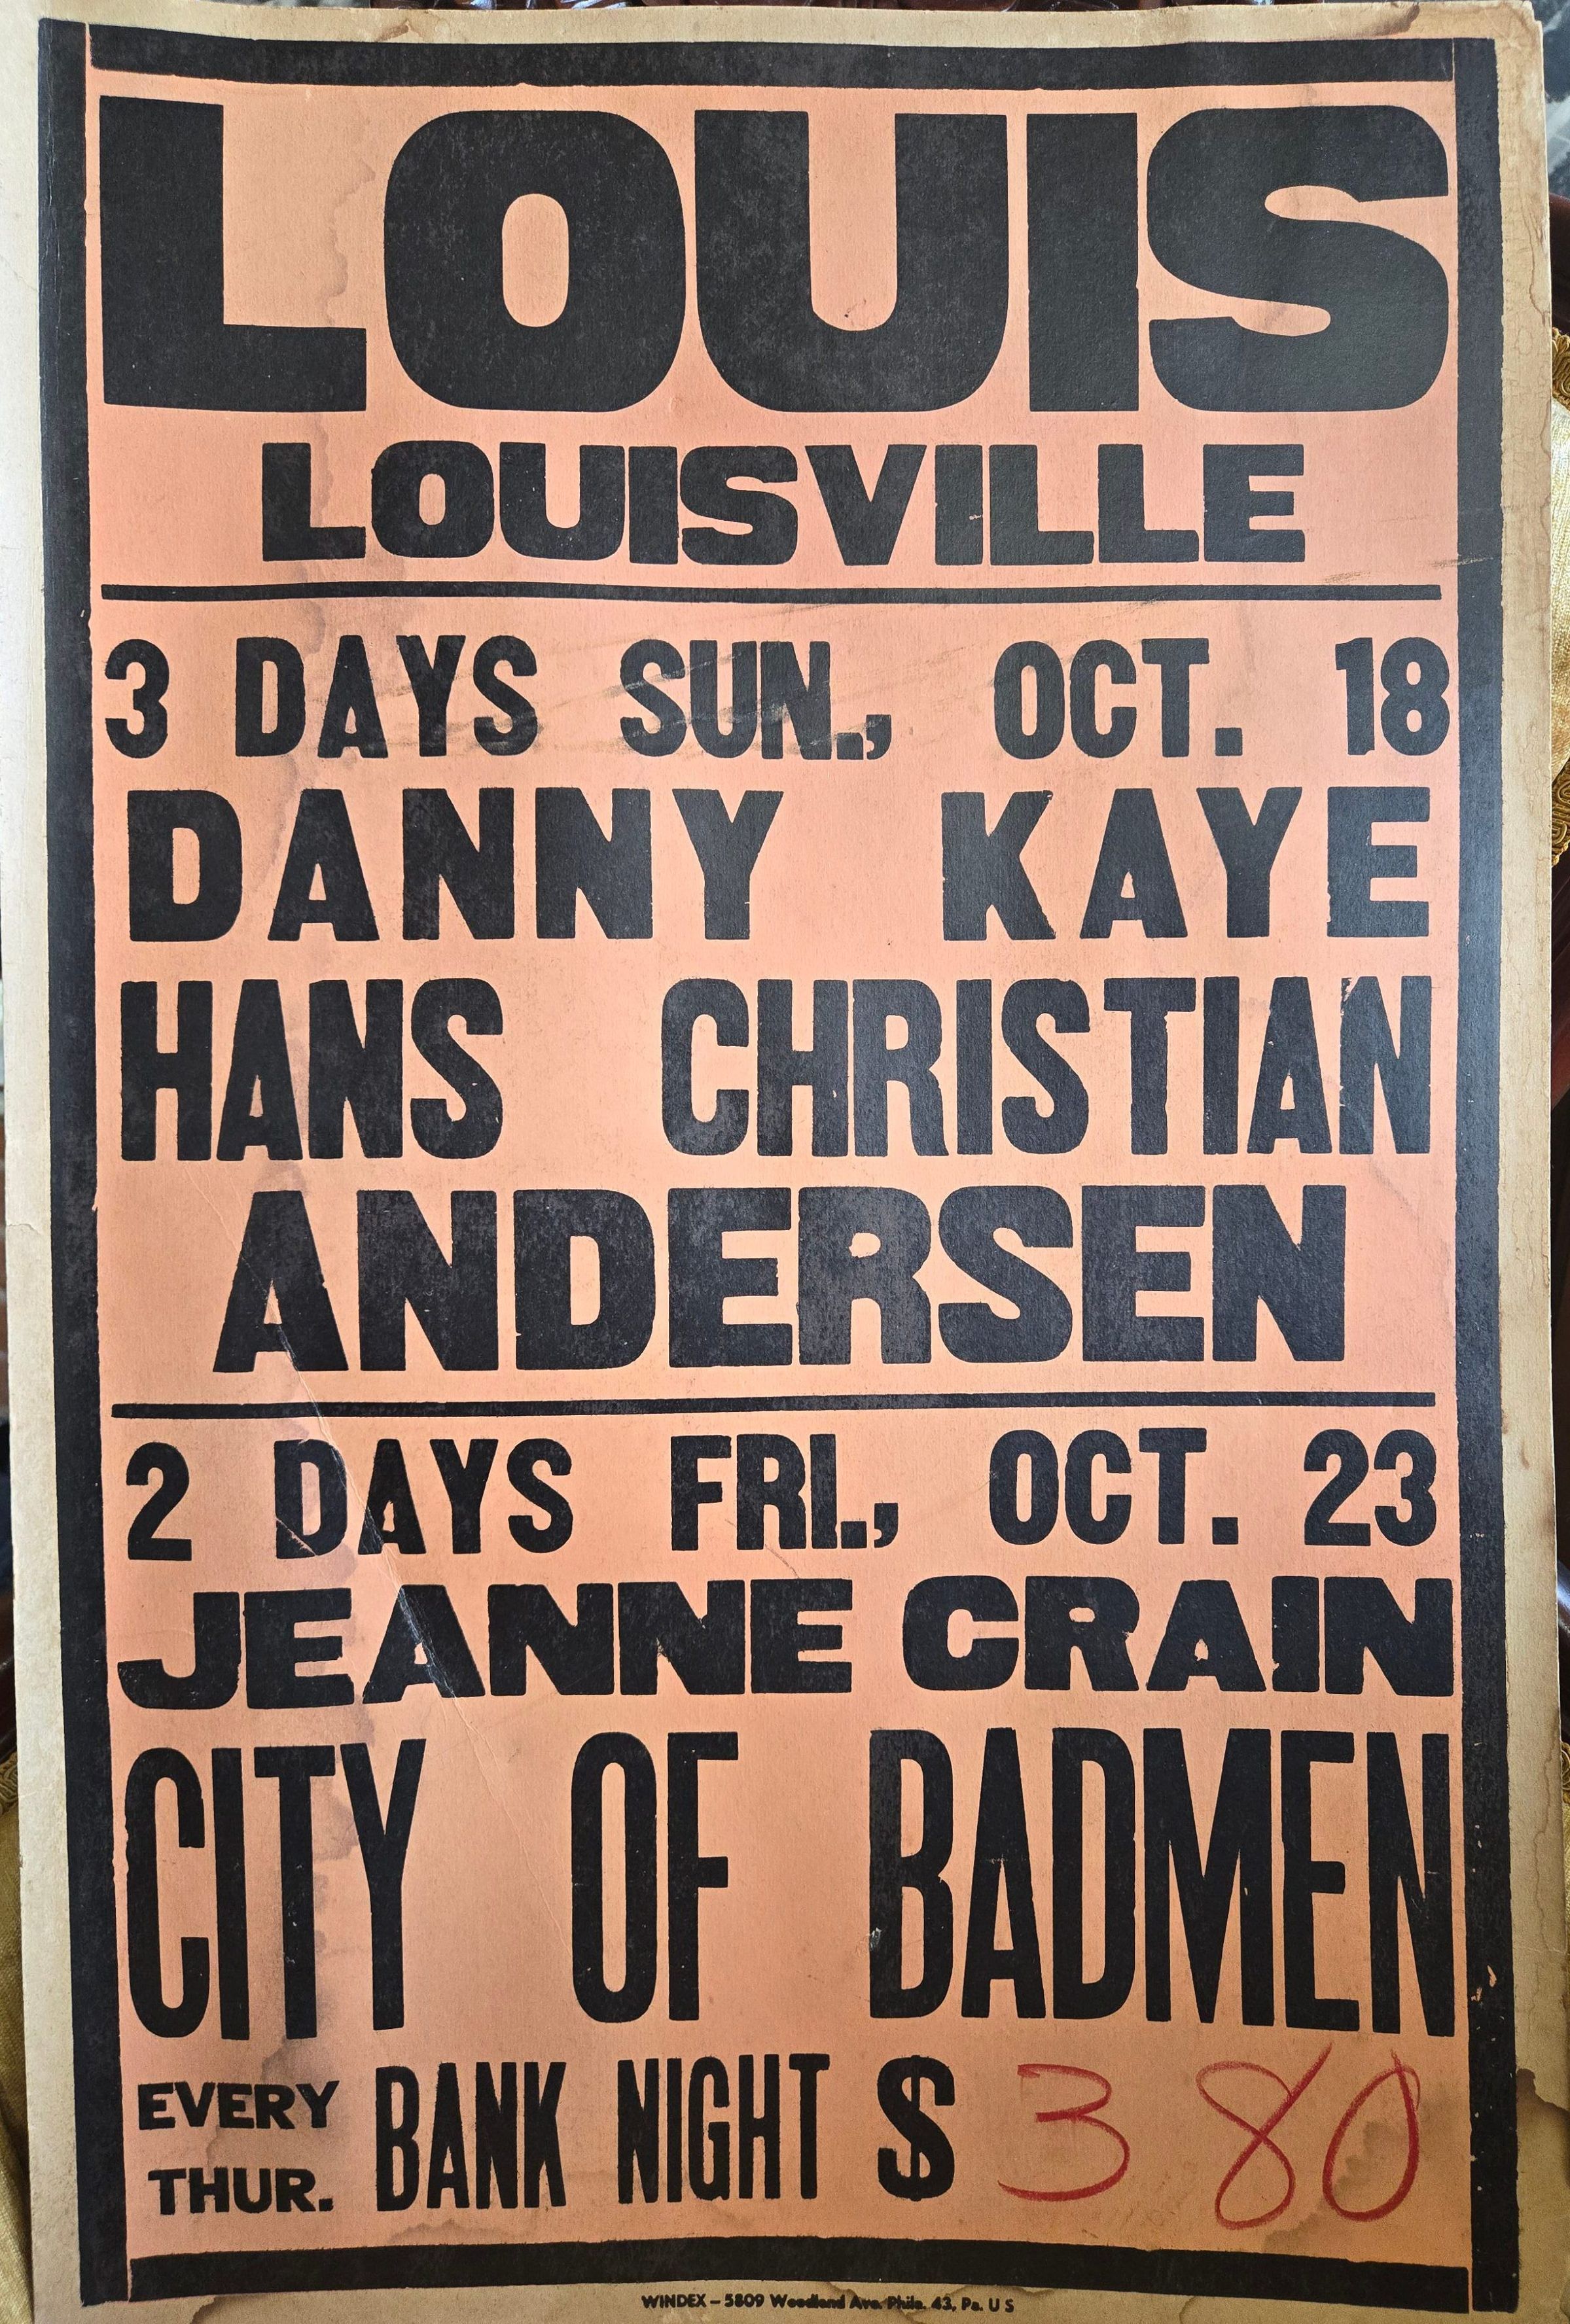 LOUIS
LOUISVILLE
3 DAYS SUN., OCT. 18
DANNY KAYE
HANS CHRISTIAN
ANDERSEN
2 DAYS FRI., OCT. 23
JEANNE CRAIN
CITY OF BADMEN
EVERY THUR. BANK NIGHT $ 380
WINDEX – 5809 Woodland Ave. Phila. 43, Pa. U S